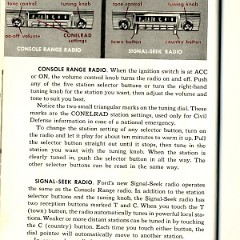 tone control tuning knob tone control tuning knob
on-off volume CONELRAD settings town button country button
CONSOLE RANGE RADIO SIGNAL-SEEK RADIO
CONSOLE RANGE RADIO. When the ignition switch is at ACC
or ON, the volume control knob turns the radio on and off. Push
any of the five station selector buttons or turn the right-hand
tuning knob for the station you want, then adjust the volume and
tone to suit you best.
Notice the two small triangular marks on the tuning dial. These
markers are the CONELRAD station settings, used only for Civil
Defense information in case of a national emergency.
To change the station setting of any selector button, turn on
the radio and let it play for about ten minutes to warm it up. Pull
the selector button straight out until it stops, then tune in the
station you want with the tuning knob. When the station is
clearly tuned in, push the selector button in all the way. The
other buttons can be reset in the same way.
SIGNAL-SEEK RADIO. Ford's new Signal-Seek radio operates
the same as the Console Range radio. In addition to the station
selector buttons and the tuning knob, the Signal-Seek radio has
two reception buttons marked T and C. When you touch the T
(town) button, the radio automatically tunes in powerful local sta-
tions. Weaker or more distant stations can be tuned in by touching
the C (country) button. Each time you touch either button, the
dial pointer will automatically move to another station.